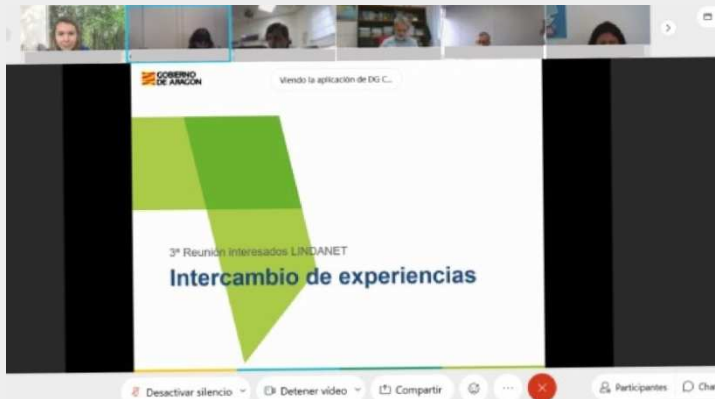 GOBIERNO
DE ARAGON
Viendo la aplicación de DG C...
3ª Reunión Interesados LINDANET
Intercambio de experiencias
Desactivar silencio
Detener vídeo
Compartir
Participantes
Chat